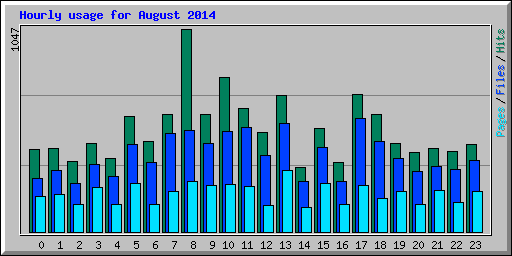 Hourly usage for August 2014
1047
Pages/Files/Hits
0 1 2 3 4 5 6 7 8 9 10 11 12 13 14 15 16 17 18 19 20 21 22 23